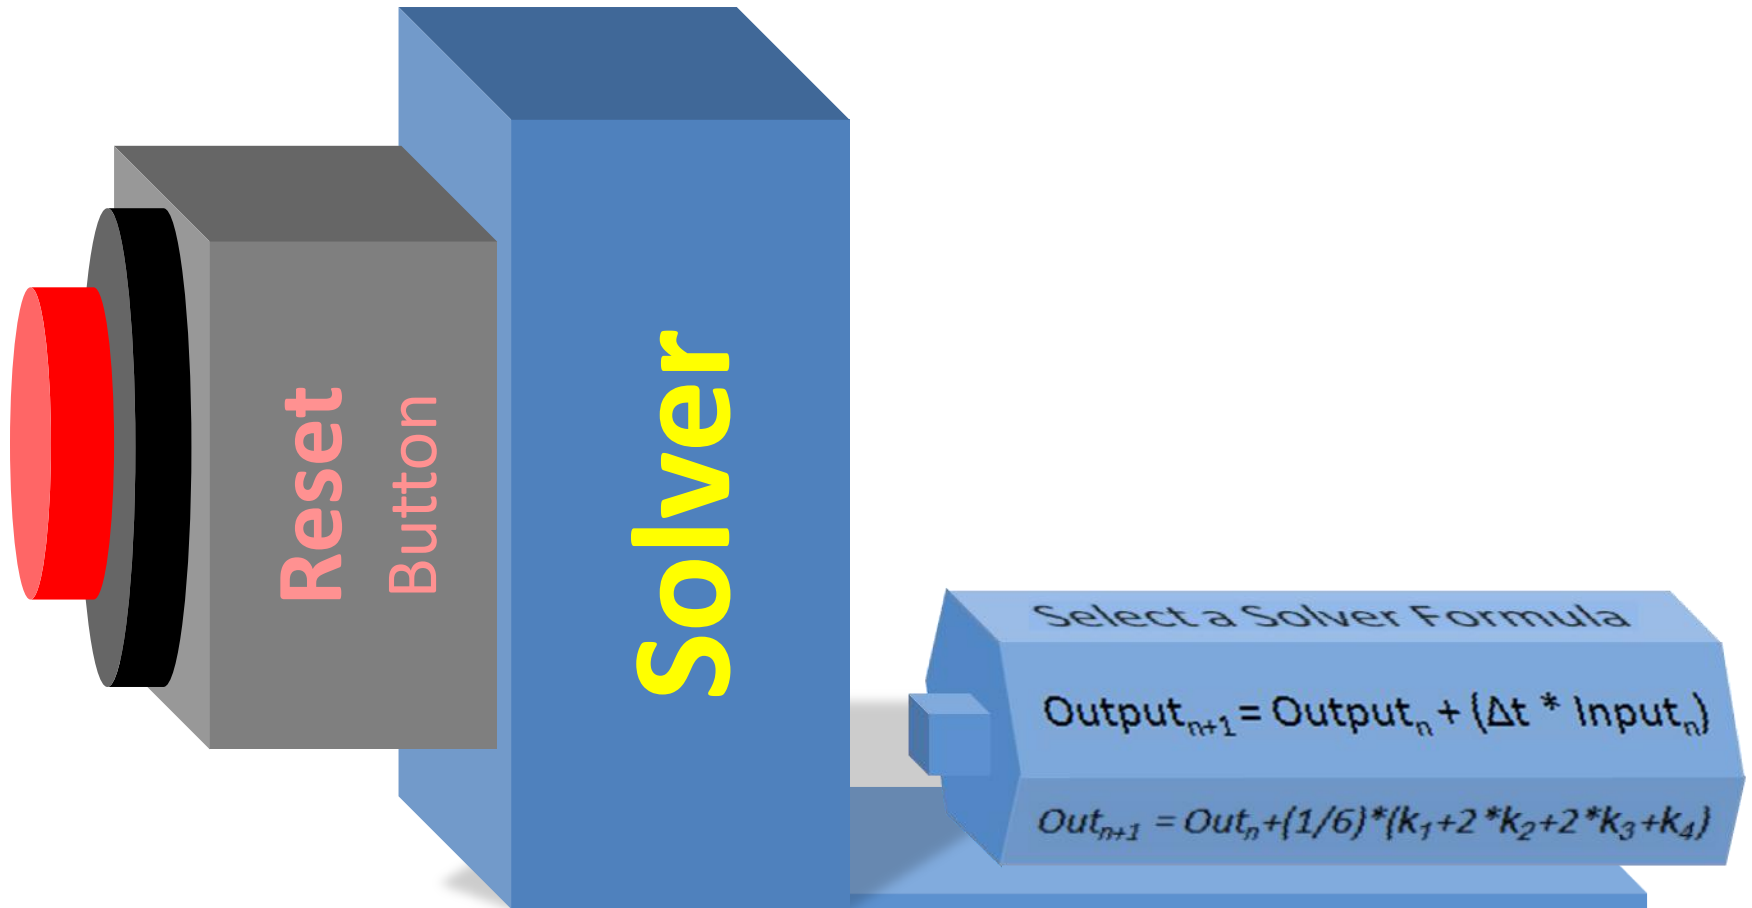 Reset
Button
Solver
Select a Solver Formula
Outputₙ₊₁ = Outputₙ + (Δt * Inputₙ)
Outₙ₊₁ = Outₙ+(1/6)*(k₁+2*k₂+2*k₃+k₄)